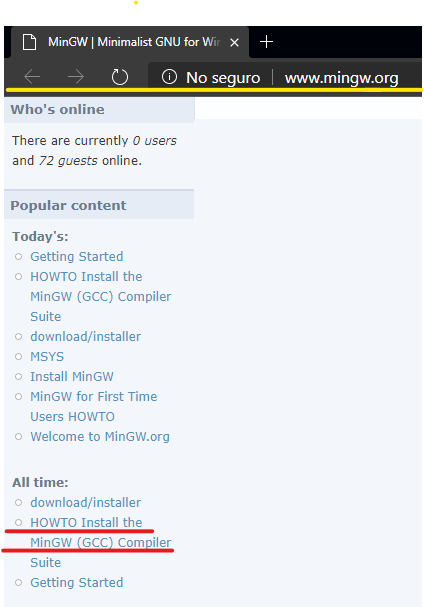 MinGW | Minimalist GNU for Win
No seguro | www.mingw.org
Who's online
There are currently 0 users
and 72 guests online.
Popular content
Today's:
Getting Started
HOWTO Install the
MinGW (GCC) Compiler
Suite
download/installer
MSYS
Install MinGW
MinGW for First Time
Users HOWTO
Welcome to MinGW.org
All time:
download/installer
HOWTO Install the
MinGW (GCC) Compiler
Suite
Getting Started